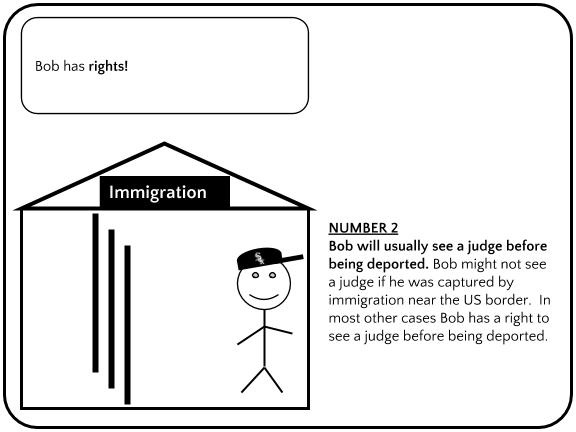 Bob has rights!
Immigration
NUMBER 2
Bob will usually see a judge before
being deported. Bob might not see
a judge if he was captured by
immigration near the US border.  In
most other cases Bob has a right to
see a judge before being deported.